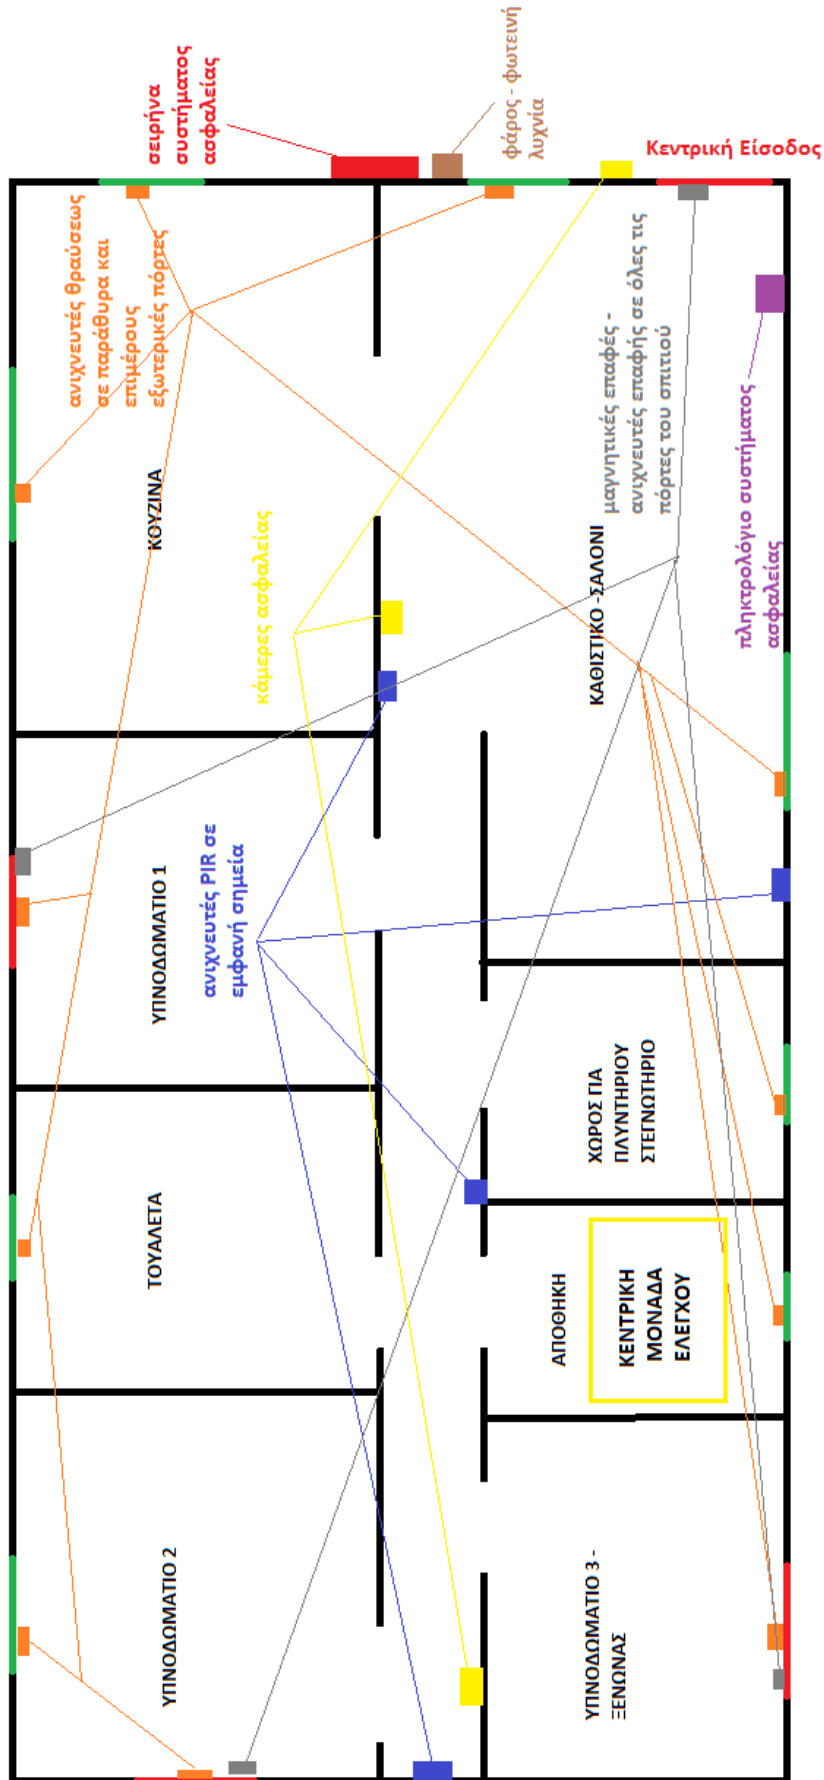 σειρήνα
συστήματος
ασφαλείας
φάρος - φωτεινή
λυχνία
Κεντρική Είσοδος
ανιχνευτές θραύσεως
σε παράθυρα και
επιμέρους
εξωτερικές πόρτες
μαγνητικές επαφές -
ανιχνευτές επαφής σε όλες τις
πόρτες του σπιτιού
πληκτρολόγιο συστήματος
ασφαλείας
ΚΟΥΖΙΝΑ
κάμερες ασφαλείας
ΚΑΘΙΣΤΙΚΟ -ΣΑΛΟΝΙ
ΥΠΝΟΔΩΜΑΤΙΟ 1
ανιχνευτές PIR σε
εμφανή σημεία
ΧΩΡΟΣ ΓΙΑ
ΠΛΥΝΤΗΡΙΟΥ
ΣΤΕΓΝΩΤΗΡΙΟ
ΤΟΥΑΛΕΤΑ
ΑΠΟΘΗΚΗ
ΚΕΝΤΡΙΚΗ
ΜΟΝΑΔΑ
ΕΛΕΓΧΟΥ
ΥΠΝΟΔΩΜΑΤΙΟ 2
ΥΠΝΟΔΩΜΑΤΙΟ 3 -
ΞΕΝΩΝΑΣ